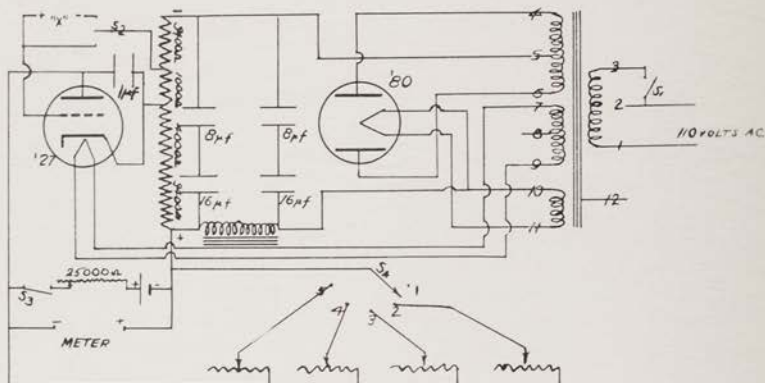 + "X" -
S2
-
4
'80
5
3
1µf
S1
6
7
2
8µf
8µf
8
110 VOLTS AC
'27
9
1
16µf
16µf
10
12
+
11
25000Ω
S4
S3
+ -
'1
4
3
2
- +
METER